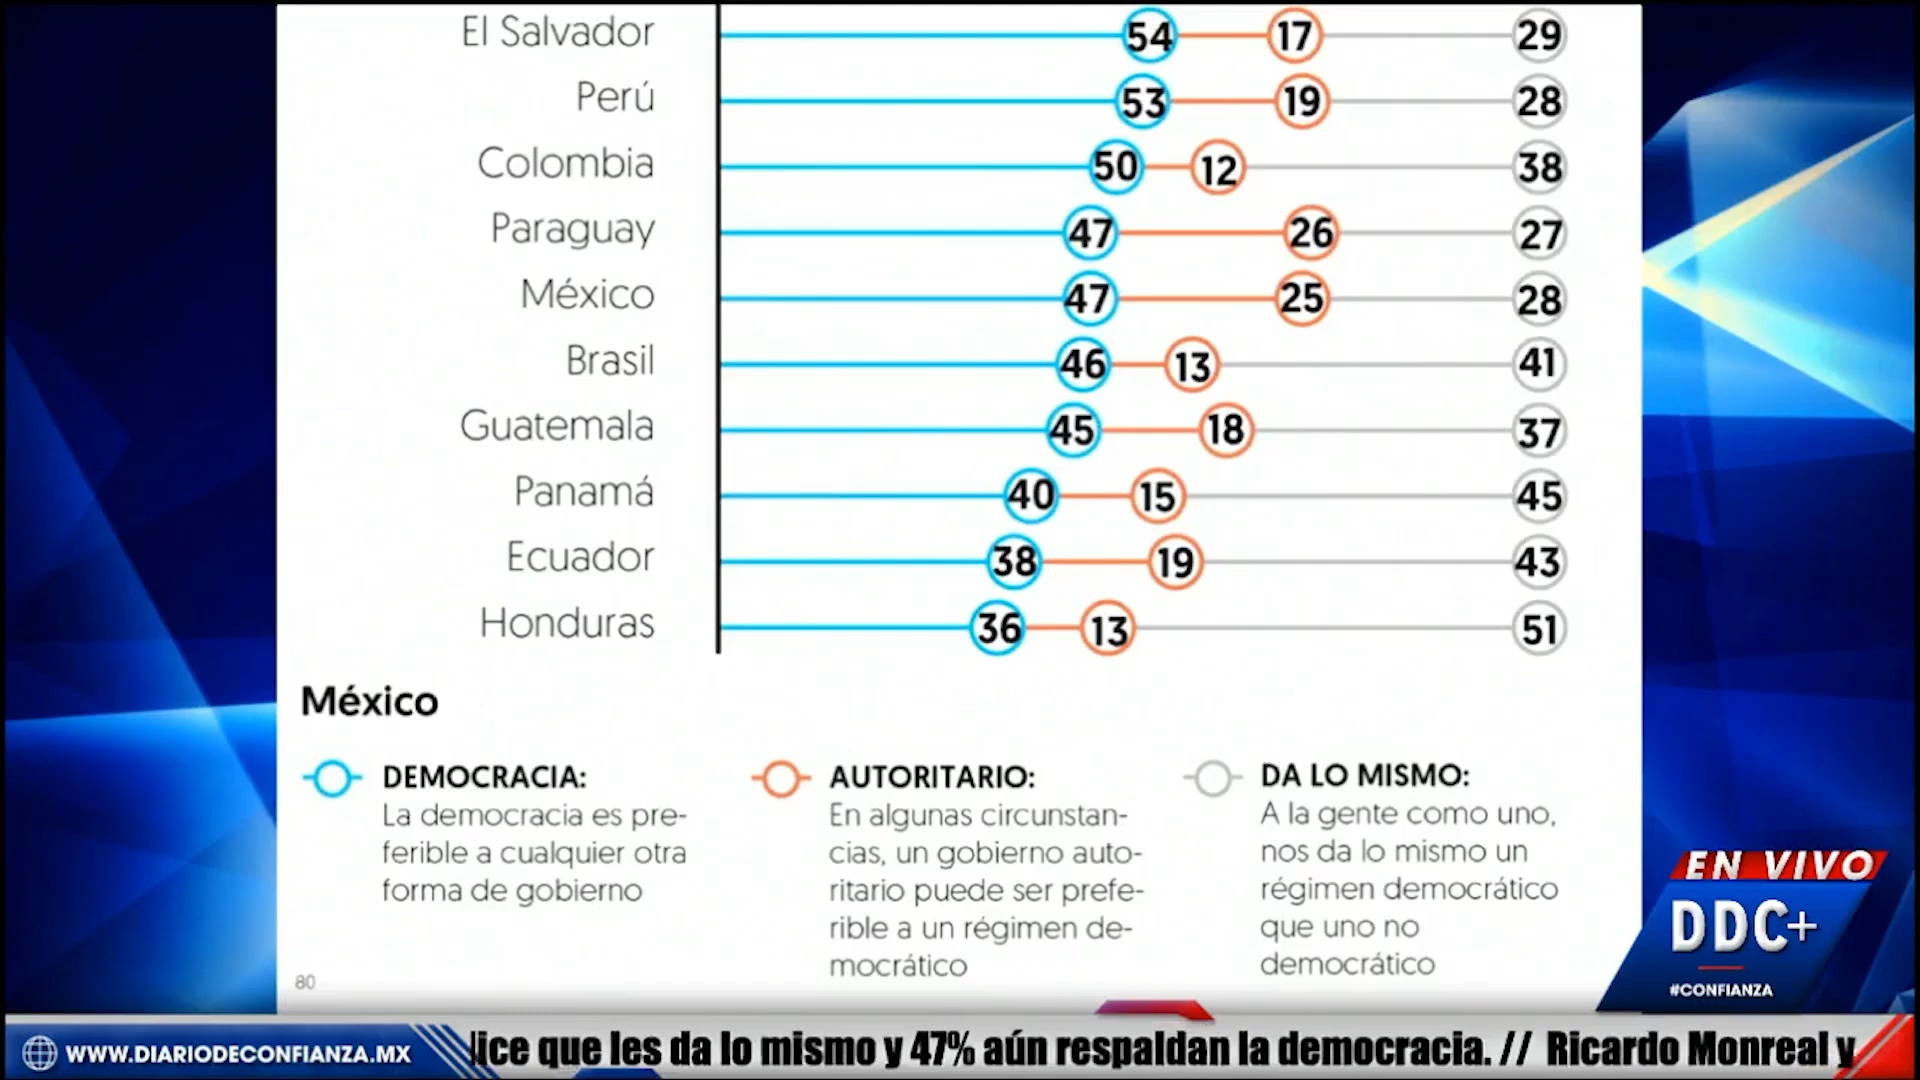 El Salvador 54 17 29
Perú 53 19 28
Colombia 50 12 38
Paraguay 47 26 27
México 47 25 28
Brasil 46 13 41
Guatemala 45 18 37
Panamá 40 15 45
Ecuador 38 19 43
Honduras 36 13 51
México
DEMOCRACIA:
La democracia es pre-
ferible a cualquier otra
forma de gobierno
AUTORITARIO:
En algunas circunstan-
cias, un gobierno auto-
ritario puede ser prefe-
rible a un régimen de-
mocrático
DA LO MISMO:
A la gente como uno,
nos da lo mismo un
régimen democrático
que uno no
democrático
80
EN VIVO
DDC+
#CONFIANZA
WWW.DIARIODECONFIANZA.MX
ice que les da lo mismo y 47% aún respaldan la democracia. // Ricardo Monreal y